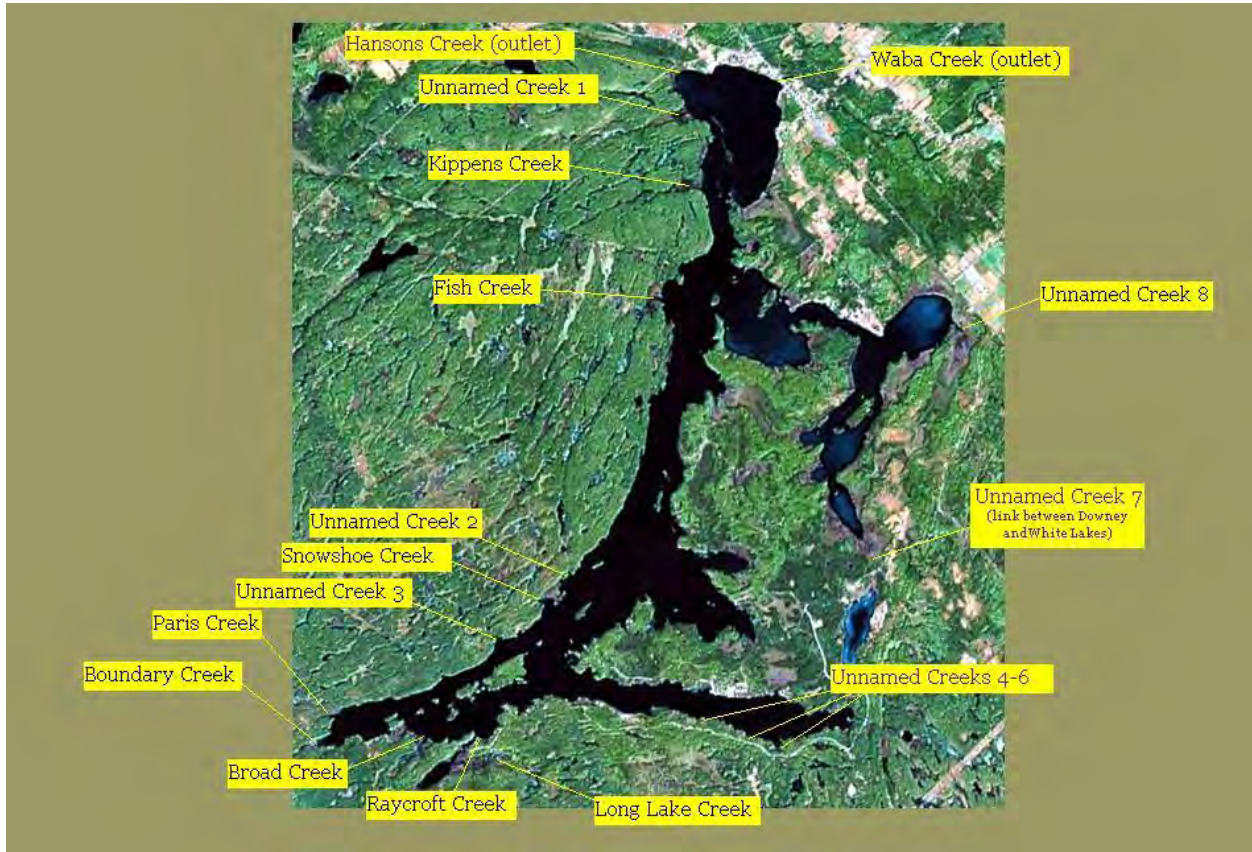 Hansons Creek (outlet)
Waba Creek (outlet)
Unnamed Creek 1
Kippens Creek
Fish Creek
Unnamed Creek 8
Unnamed Creek 7
(link between Downey
and White Lakes)
Unnamed Creek 2
Snowshoe Creek
Unnamed Creek 3
Paris Creek
Boundary Creek
Unnamed Creeks 4-6
Broad Creek
Raycroft Creek
Long Lake Creek